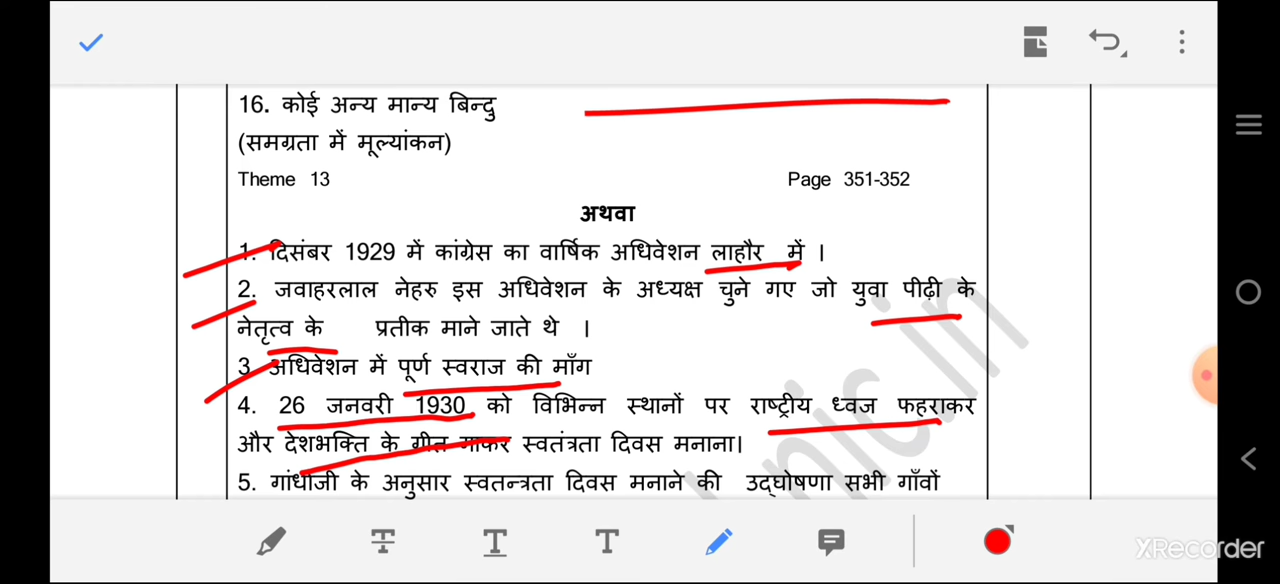 16. कोई अन्य मान्य बिन्दु
(समग्रता में मूल्यांकन)
Theme 13 Page 351-352
अथवा
1. दिसंबर 1929 में कांग्रेस का वार्षिक अधिवेशन लाहौर में ।
2. जवाहरलाल नेहरु इस अधिवेशन के अध्यक्ष चुने गए जो युवा पीढ़ी के
नेतृत्व के प्रतीक माने जाते थे ।
3. अधिवेशन में पूर्ण स्वराज की माँग
4. 26 जनवरी 1930 को विभिन्न स्थानों पर राष्ट्रीय ध्वज फहराकर
और देशभक्ति के गीत गाकर स्वतंत्रता दिवस मनाना।
5. गांधीजी के अनुसार स्वतन्त्रता दिवस मनाने की उद्घोषणा सभी गाँवों
nic.in
T T T
XRecorder